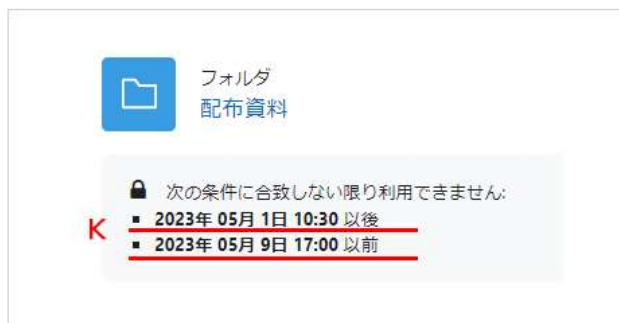 フォルダ
配布資料
次の条件に合致しない限り利用できません:
2023年 05月 1日 10:30 以後
K
2023年 05月 9日 17:00 以前